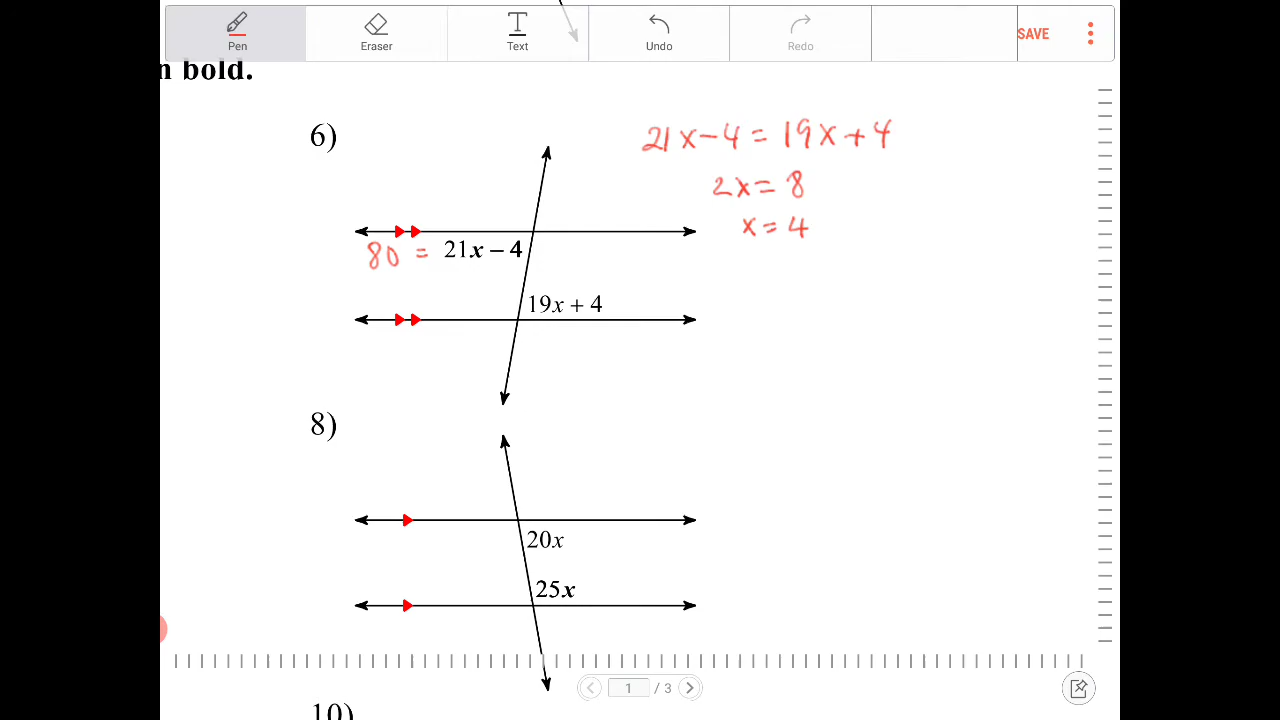 Pen
Eraser
Text
Undo
Redo
SAVE
n bold.
6)
21x−4=19x+4
2x=8
x=4
80 = 21x − 4
19x + 4
8)
20x
25x
1 / 3
10)